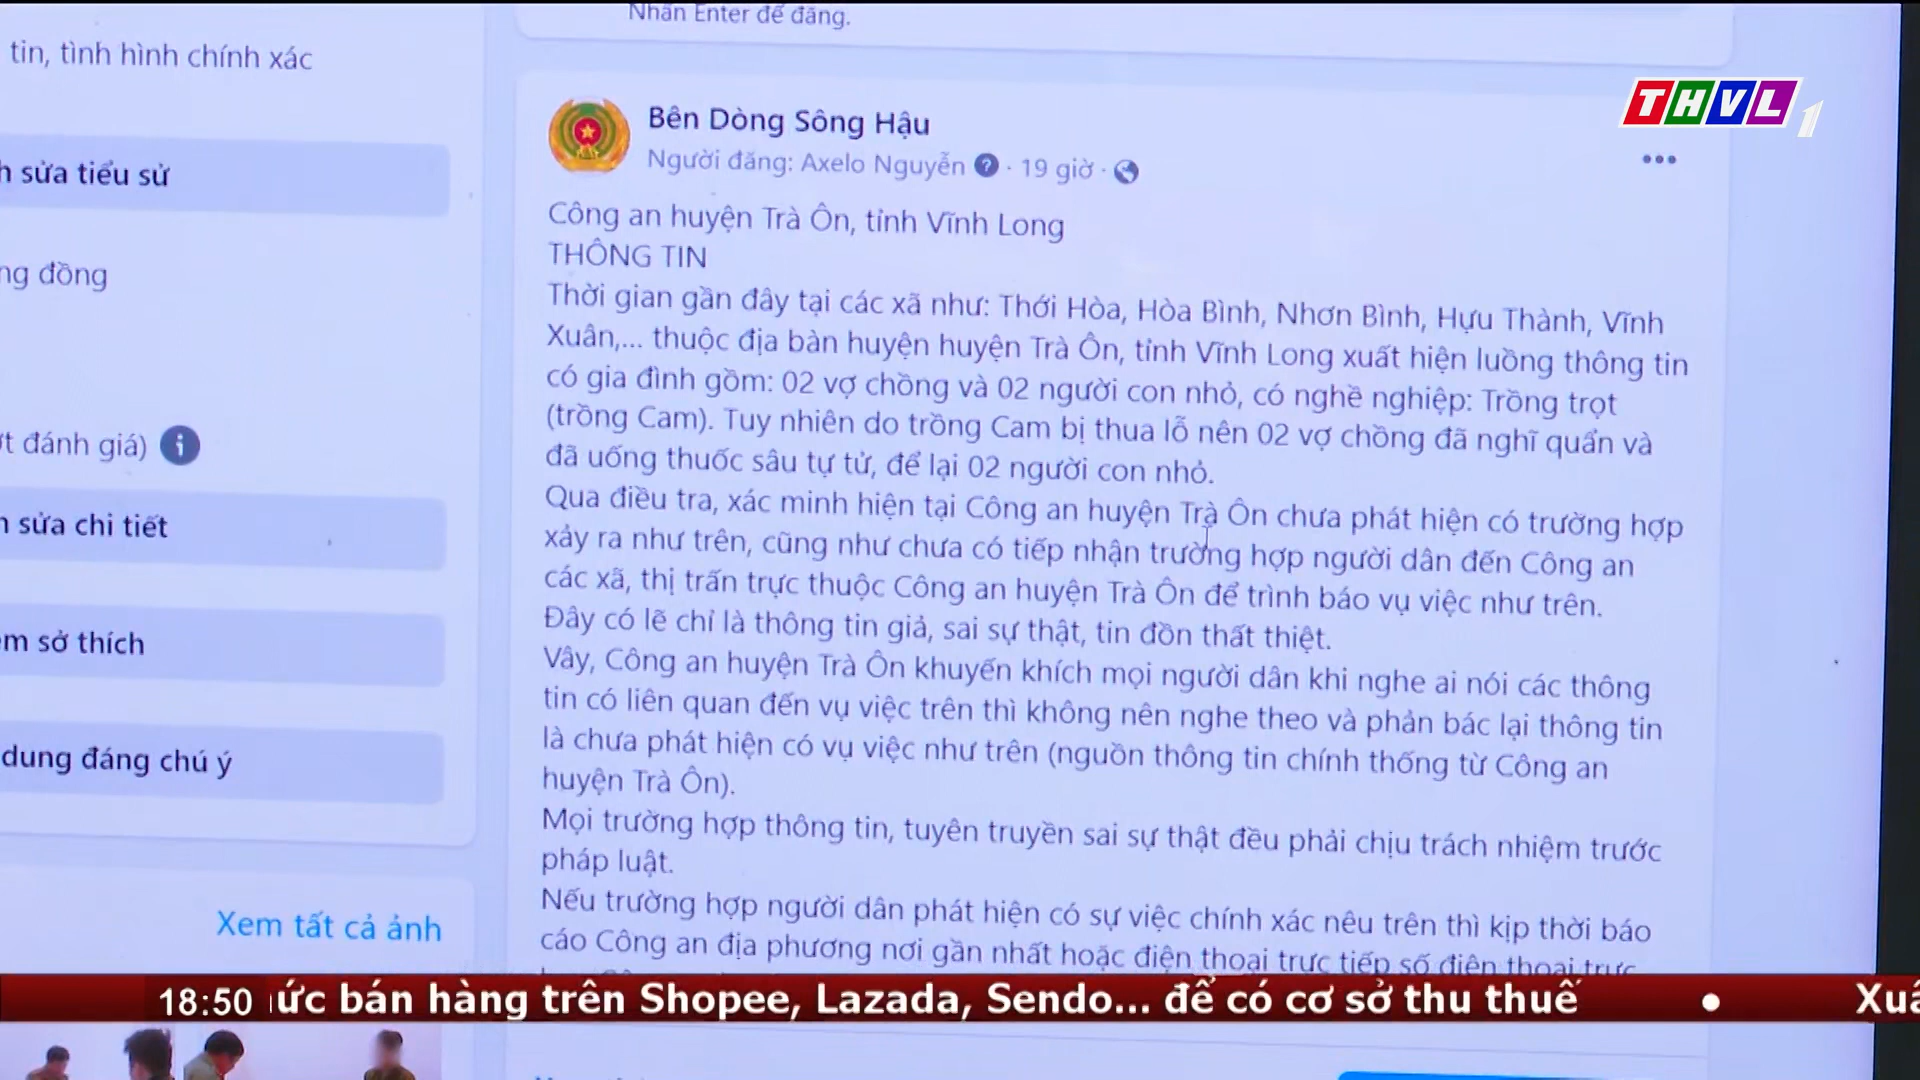 Nhấn Enter để đăng.
tin, tình hình chính xác
THVL 1
Bên Dòng Sông Hậu
Người đăng: Axelo Nguyễn · 19 giờ ·
sửa tiểu sử
Công an huyện Trà Ôn, tỉnh Vĩnh Long
THÔNG TIN
đồng
Thời gian gần đây tại các xã như: Thới Hòa, Hòa Bình, Nhơn Bình, Hựu Thành, Vĩnh
Xuân,... thuộc địa bàn huyện huyện Trà Ôn, tỉnh Vĩnh Long xuất hiện luồng thông tin
có gia đình gồm: 02 vợ chồng và 02 người con nhỏ, có nghề nghiệp: Trồng trọt
(trồng Cam). Tuy nhiên do trồng Cam bị thua lỗ nên 02 vợ chồng đã nghĩ quẩn và
đã uống thuốc sâu tự tử, để lại 02 người con nhỏ.
đánh giá)
Qua điều tra, xác minh hiện tại Công an huyện Trà Ôn chưa phát hiện có trường hợp
xảy ra như trên, cũng như chưa có tiếp nhận trường hợp người dân đến Công an
các xã, thị trấn trực thuộc Công an huyện Trà Ôn để trình báo vụ việc như trên.
sửa chi tiết
Đây có lẽ chỉ là thông tin giả, sai sự thật, tin đồn thất thiệt.
Vậy, Công an huyện Trà Ôn khuyến khích mọi người dân khi nghe ai nói các thông
tin có liên quan đến vụ việc trên thì không nên nghe theo và phản bác lại thông tin
là chưa phát hiện có vụ việc như trên (nguồn thông tin chính thống từ Công an
huyện Trà Ôn).
sở thích
dung đáng chú ý
Mọi trường hợp thông tin, tuyên truyền sai sự thật đều phải chịu trách nhiệm trước
pháp luật.
Nếu trường hợp người dân phát hiện có sự việc chính xác nêu trên thì kịp thời báo
cáo Công an địa phương nơi gần nhất hoặc điện thoại trực tiếp số điện thoại trực
Xem tất cả ảnh
18:50 ức bán hàng trên Shopee, Lazada, Sendo... để có cơ sở thu thuế • Xuấ